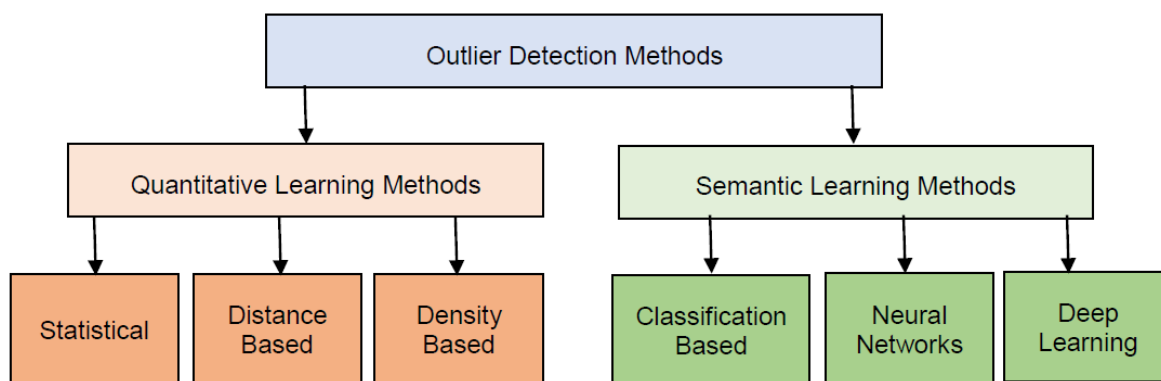 Outlier Detection Methods
Quantitative Learning Methods
Semantic Learning Methods
Statistical
Distance
Based
Density
Based
Classification
Based
Neural
Networks
Deep
Learning